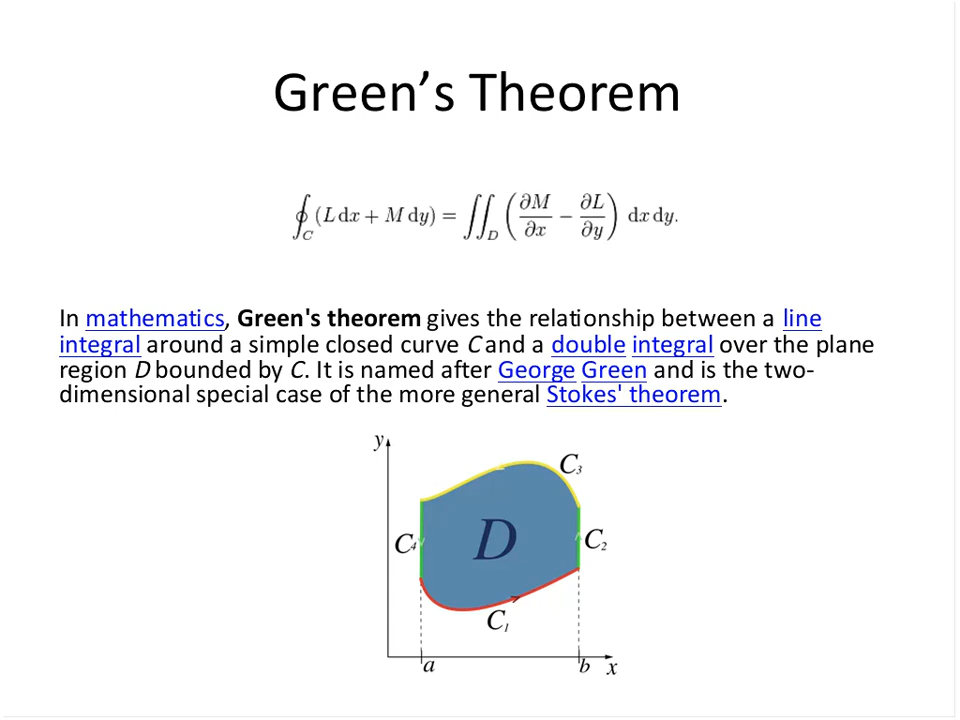 Green’s Theorem
∮_C (L dx + M dy) = ∬_D (∂M/∂x − ∂L/∂y) dx dy.
In mathematics, Green's theorem gives the relationship between a line
integral around a simple closed curve C and a double integral over the plane
region D bounded by C. It is named after George Green and is the two-
dimensional special case of the more general Stokes' theorem.
y
C₃
C₄
D
C₂
C₁
a
b
x